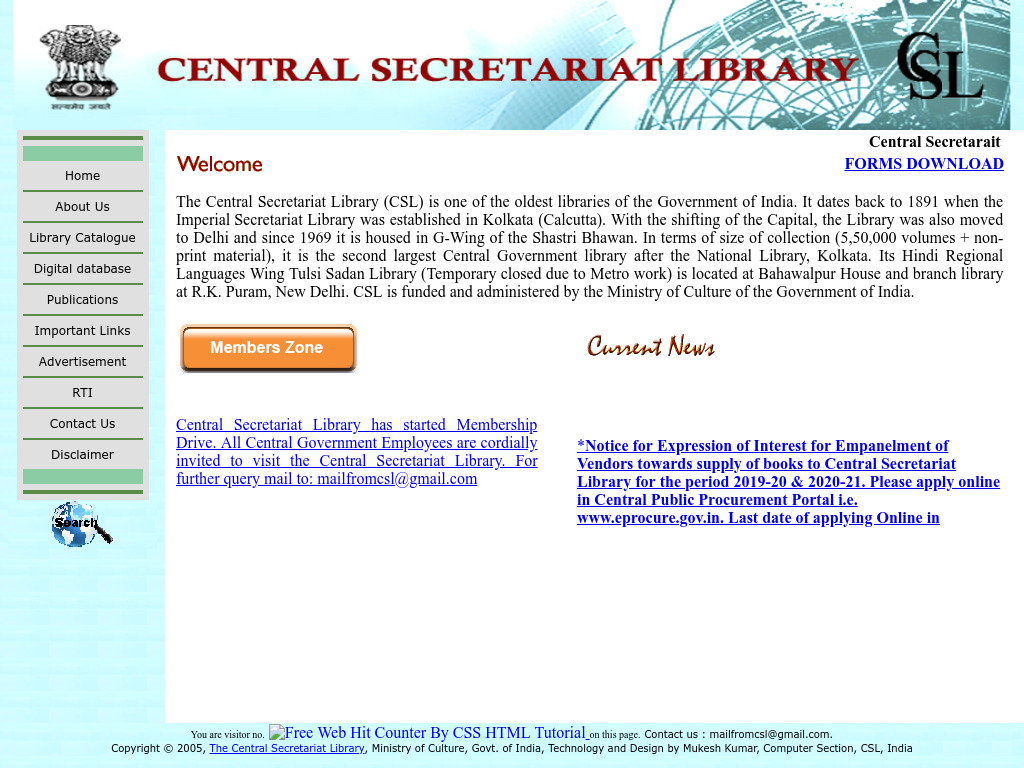 सत्यमेव जयते
CENTRAL SECRETARIAT LIBRARY
CSL
Central Secretarait
FORMS DOWNLOAD
Welcome
Home
About Us
Library Catalogue
Digital database
Publications
Important Links
Advertisement
RTI
Contact Us
Disclaimer
Search
The Central Secretariat Library (CSL) is one of the oldest libraries of the Government of India. It dates back to 1891 when the
Imperial Secretariat Library was established in Kolkata (Calcutta). With the shifting of the Capital, the Library was also moved
to Delhi and since 1969 it is housed in G-Wing of the Shastri Bhawan. In terms of size of collection (5,50,000 volumes + non-
print material), it is the second largest Central Government library after the National Library, Kolkata. Its Hindi Regional
Languages Wing Tulsi Sadan Library (Temporary closed due to Metro work) is located at Bahawalpur House and branch library
at R.K. Puram, New Delhi. CSL is funded and administered by the Ministry of Culture of the Government of India.
Members Zone
Central Secretariat Library has started Membership
Drive. All Central Government Employees are cordially
invited to visit the Central Secretariat Library. For
further query mail to: mailfromcsl@gmail.com
Current News
*Notice for Expression of Interest for Empanelment of
Vendors towards supply of books to Central Secretariat
Library for the period 2019-20 & 2020-21. Please apply online
in Central Public Procurement Portal i.e.
www.eprocure.gov.in. Last date of applying Online in
You are visitor no. Free Web Hit Counter By CSS HTML Tutorial on this page. Contact us : mailfromcsl@gmail.com.
Copyright © 2005, The Central Secretariat Library, Ministry of Culture, Govt. of India, Technology and Design by Mukesh Kumar, Computer Section, CSL, India